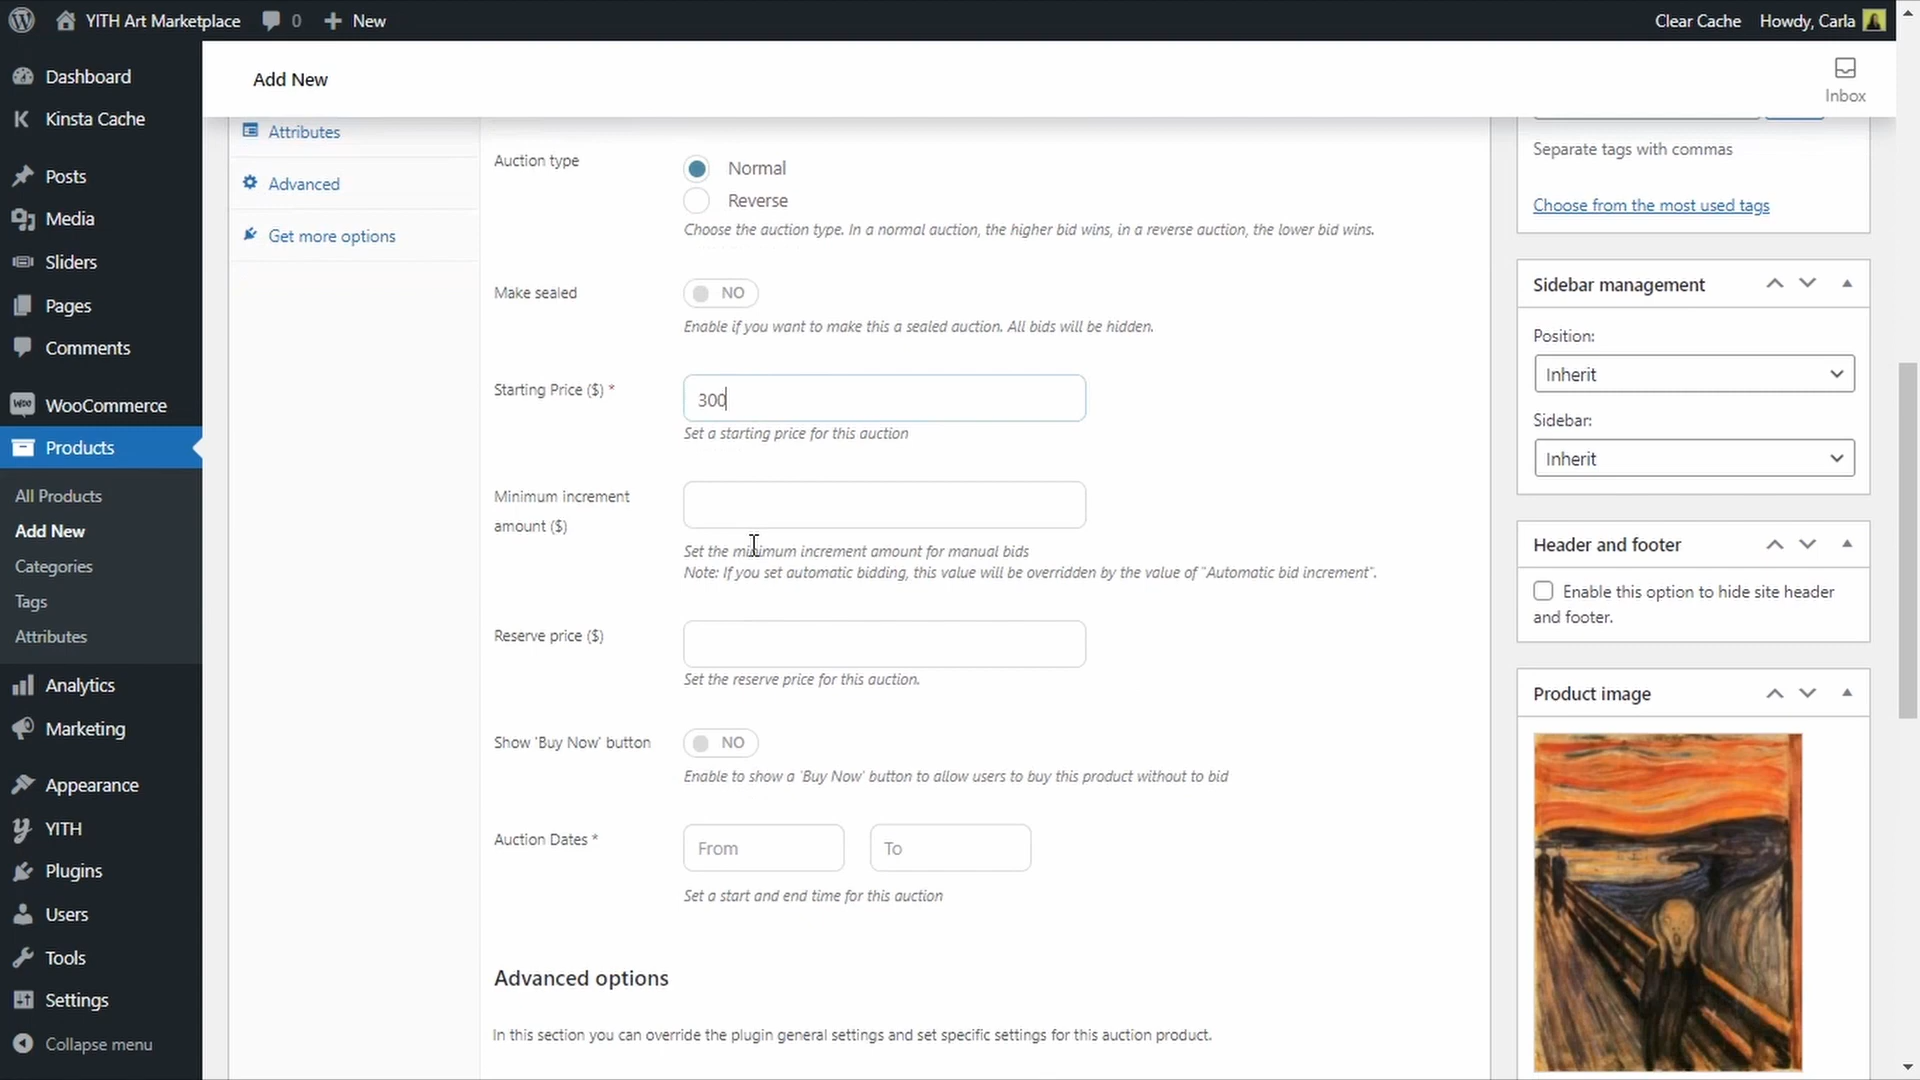 YITH Art Marketplace
0
New
Clear Cache
Howdy, Carla
Dashboard
Kinsta Cache
Posts
Media
Sliders
Pages
Comments
WooCommerce
Products
All Products
Add New
Categories
Tags
Attributes
Analytics
Marketing
Appearance
YITH
Plugins
Users
Tools
Settings
Collapse menu
Add New
Inbox
Attributes
Advanced
Get more options
Auction type
Normal
Reverse
Choose the auction type. In a normal auction, the higher bid wins, in a reverse auction, the lower bid wins.
Make sealed
NO
Enable if you want to make this a sealed auction. All bids will be hidden.
Starting Price ($) *
300
Set a starting price for this auction
Minimum increment
amount ($)
Set the minimum increment amount for manual bids
Note: If you set automatic bidding, this value will be overridden by the value of "Automatic bid increment".
Reserve price ($)
Set the reserve price for this auction.
Show 'Buy Now' button
NO
Enable to show a 'Buy Now' button to allow users to buy this product without to bid
Auction Dates *
From
To
Set a start and end time for this auction
Advanced options
In this section you can override the plugin general settings and set specific settings for this auction product.
Separate tags with commas
Choose from the most used tags
Sidebar management
Position:
Inherit
Sidebar:
Inherit
Header and footer
Enable this option to hide site header
and footer.
Product image